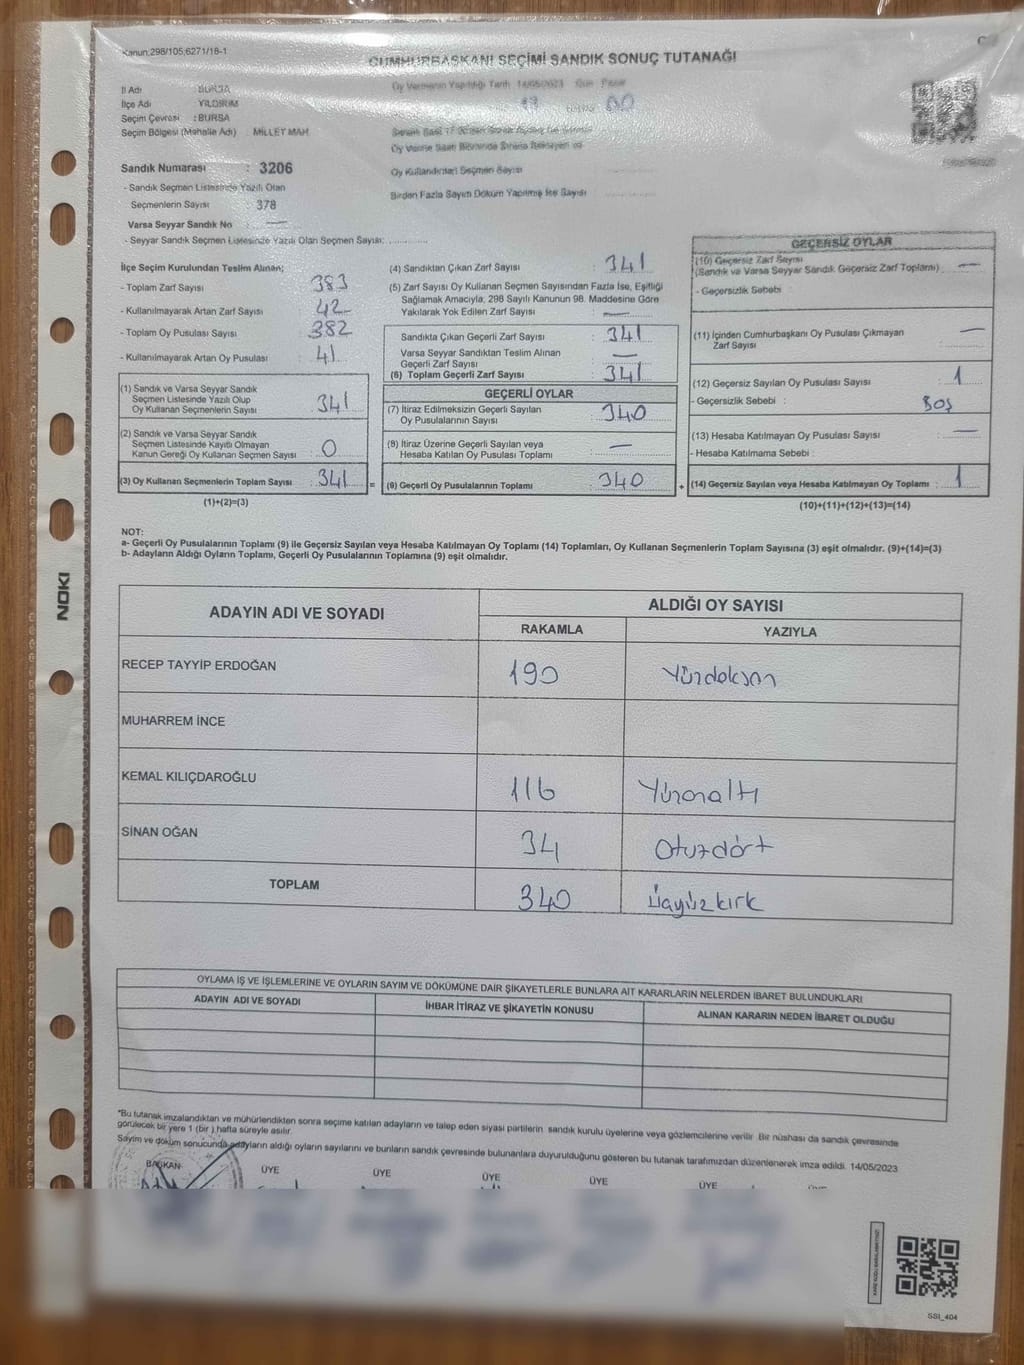 Kanun;298/105;6271/18-1
CUMHURBAŞKANI SEÇİMİ SANDIK SONUÇ TUTANAĞI
İl Adı : BURSA
İlçe Adı YILDIRIM
Seçim Çevresi : BURSA
Seçim Bölgesi (Mahalle Adı) : MİLLET MAH.
Oy Vermenin Yapıldığı Tarih 14/05/2023 Gün Pazar
Oy Verme İşi Bitiminde Sırada Bekleyen ve
Oy Kullandırılan Seçmen Sayısı
Birden Fazla Sayım Döküm Yapılmış İse Sayısı
Sandık Numarası : 3206
- Sandık Seçmen Listesinde Yazılı Olan
Seçmenlerin Sayısı : 378
Varsa Seyyar Sandık No : —
- Seyyar Sandık Seçmen Listesinde Yazılı Olan Seçmen Sayısı: ............
İlçe Seçim Kurulundan Teslim Alınan;
- Toplam Zarf Sayısı : 383
- Kullanılmayarak Artan Zarf Sayısı : 42
- Toplam Oy Pusulası Sayısı : 382
- Kullanılmayarak Artan Oy Pusulası : 41
(1) Sandık ve Varsa Seyyar Sandık
Seçmen Listesinde Yazılı Olup
Oy Kullanan Seçmenlerin Sayısı : 341
(2) Sandık ve Varsa Seyyar Sandık
Seçmen Listesinde Kayıtlı Olmayan
Kanun Gereği Oy Kullanan Seçmen Sayısı : 0
(3) Oy Kullanan Seçmenlerin Toplam Sayısı : 341 =
(1)+(2)=(3)
(4) Sandıktan Çıkan Zarf Sayısı : 341
(5) Zarf Sayısı Oy Kullanan Seçmen Sayısından Fazla İse, Eşitliği
Sağlamak Amacıyla, 298 Sayılı Kanunun 98. Maddesine Göre
Yakılarak Yok Edilen Zarf Sayısı : —
Sandıkta Çıkan Geçerli Zarf Sayısı : 341
Varsa Seyyar Sandıktan Teslim Alınan
Geçerli Zarf Sayısı : —
(6) Toplam Geçerli Zarf Sayısı : 341
GEÇERLİ OYLAR
(7) İtiraz Edilmeksizin Geçerli Sayılan
Oy Pusulalarının Sayısı : 340
(8) İtiraz Üzerine Geçerli Sayılan veya
Hesaba Katılan Oy Pusulası Toplamı : —
(9) Geçerli Oy Pusulalarının Toplamı : 340 +
GEÇERSİZ OYLAR
(10) Geçersiz Zarf Sayısı
(Sandık ve Varsa Seyyar Sandık Geçersiz Zarf Toplamı) : —
- Geçersizlik Sebebi :
(11) İçinden Cumhurbaşkanı Oy Pusulası Çıkmayan
Zarf Sayısı : —
(12) Geçersiz Sayılan Oy Pusulası Sayısı : 1
- Geçersizlik Sebebi : BOŞ
(13) Hesaba Katılmayan Oy Pusulası Sayısı : —
- Hesaba Katılmama Sebebi :
(14) Geçersiz Sayılan veya Hesaba Katılmayan Oy Toplamı : 1
(10)+(11)+(12)+(13)=(14)
NOT:
a- Geçerli Oy Pusulalarının Toplamı (9) ile Geçersiz Sayılan veya Hesaba Katılmayan Oy Toplamı (14) Toplamları, Oy Kullanan Seçmenlerin Toplam Sayısına (3) eşit olmalıdır. (9)+(14)=(3)
b- Adayların Aldığı Oyların Toplamı, Geçerli Oy Pusulalarının Toplamına (9) eşit olmalıdır.
NOKI
ADAYIN ADI VE SOYADI
ALDIĞI OY SAYISI
RAKAMLA YAZIYLA
RECEP TAYYİP ERDOĞAN 190 Yüzdoksan
MUHARREM İNCE
KEMAL KILIÇDAROĞLU 116 Yüzonaltı
SİNAN OĞAN 34 Otuzdört
TOPLAM 340 Üçyüzkırk
OYLAMA İŞ VE İŞLEMLERİNE VE OYLARIN SAYIM VE DÖKÜMÜNE DAİR ŞİKAYETLERLE BUNLARA AİT KARARLARIN NELERDEN İBARET BULUNDUKLARI
ADAYIN ADI VE SOYADI İHBAR İTİRAZ VE ŞİKAYETİN KONUSU ALINAN KARARIN NEDEN İBARET OLDUĞU
*Bu tutanak imzalandıktan ve mühürlendikten sonra seçime katılan adayların ve talep eden siyasi partilerin sandık kurulu üyelerine veya gözlemcilerine verilir. Bir nüshası da sandık çevresinde
görülecek bir yere 1 (bir ) hafta süreyle asılır.
Sayım ve döküm sonucunda adayların aldığı oyların sayılarını ve bunların sandık çevresinde bulunanlara duyurulduğunu gösteren bu tutanak tarafımızdan düzenlenerek imza edildi. 14/05/2023
BAŞKAN ÜYE ÜYE ÜYE ÜYE ÜYE
SSI_404